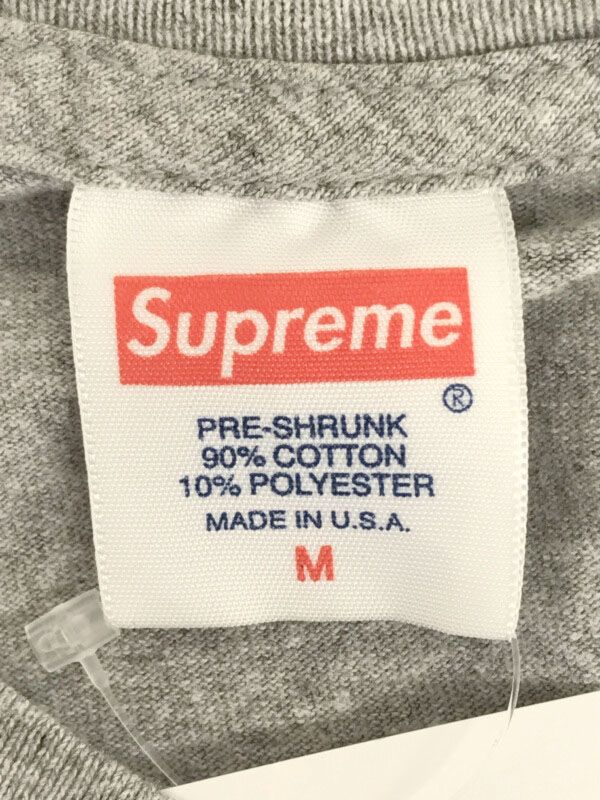 Supreme
®
PRE-SHRUNK
90% COTTON
10% POLYESTER
MADE IN U.S.A.
M